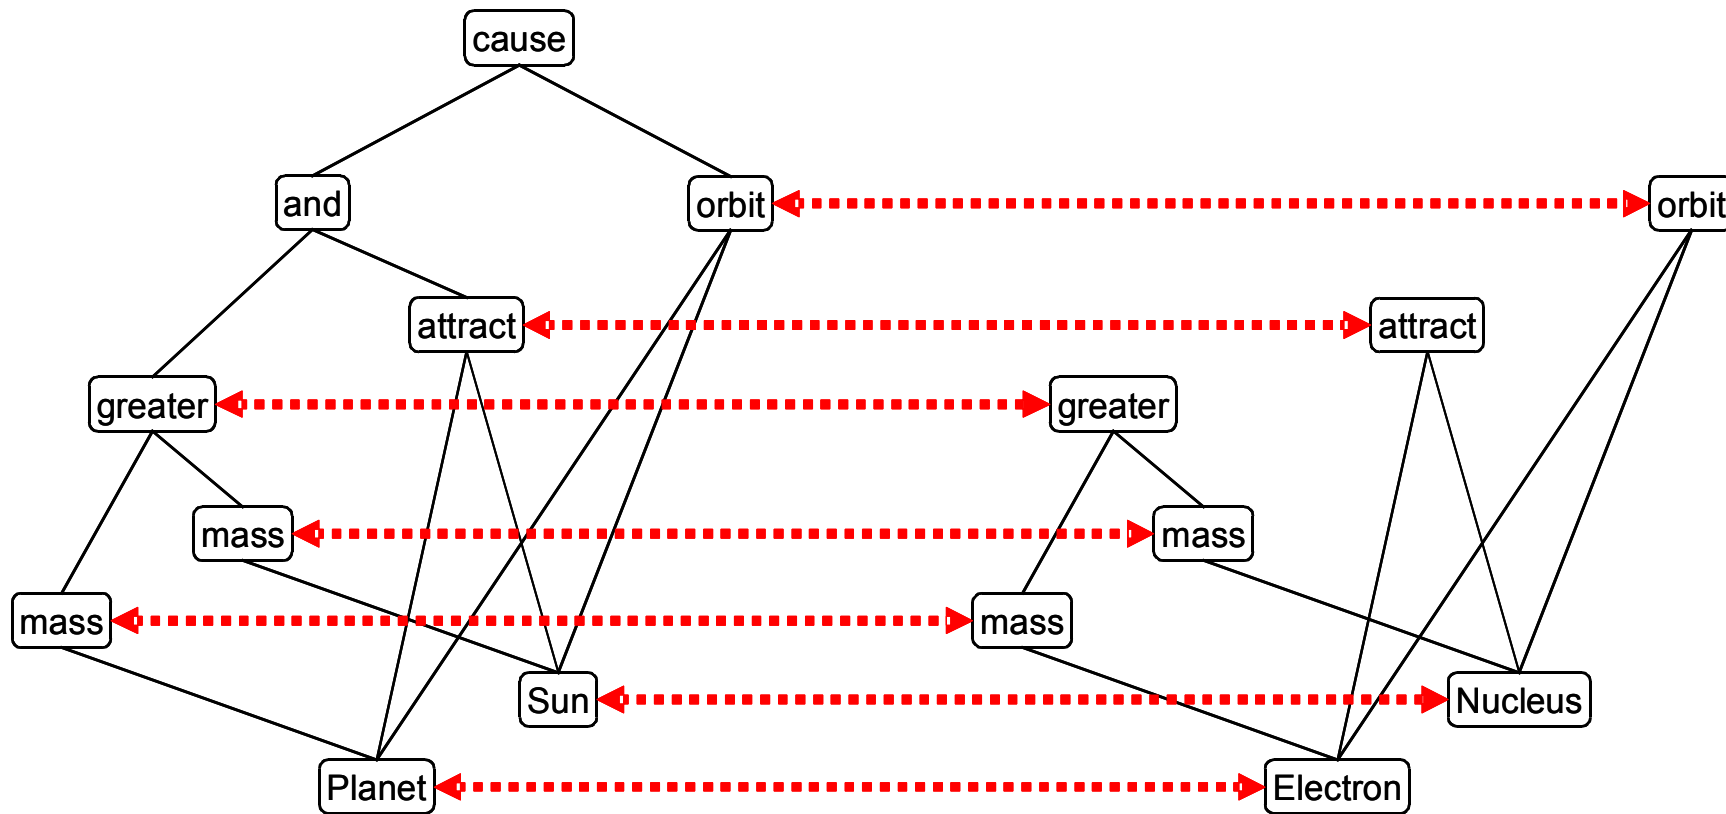 cause
and
orbit
orbit
attract
attract
greater
greater
mass
mass
mass
mass
Sun
Nucleus
Planet
Electron